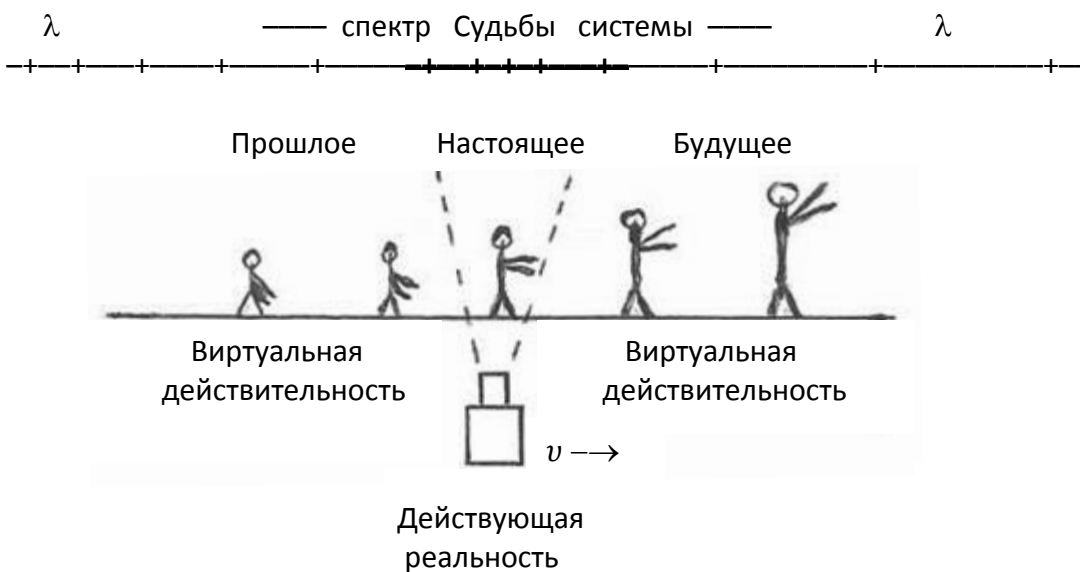 λ ——— спектр Судьбы системы ——— λ
Прошлое Настоящее Будущее
Виртуальная Виртуальная
действительность действительность
υ —→
Действующая
реальность